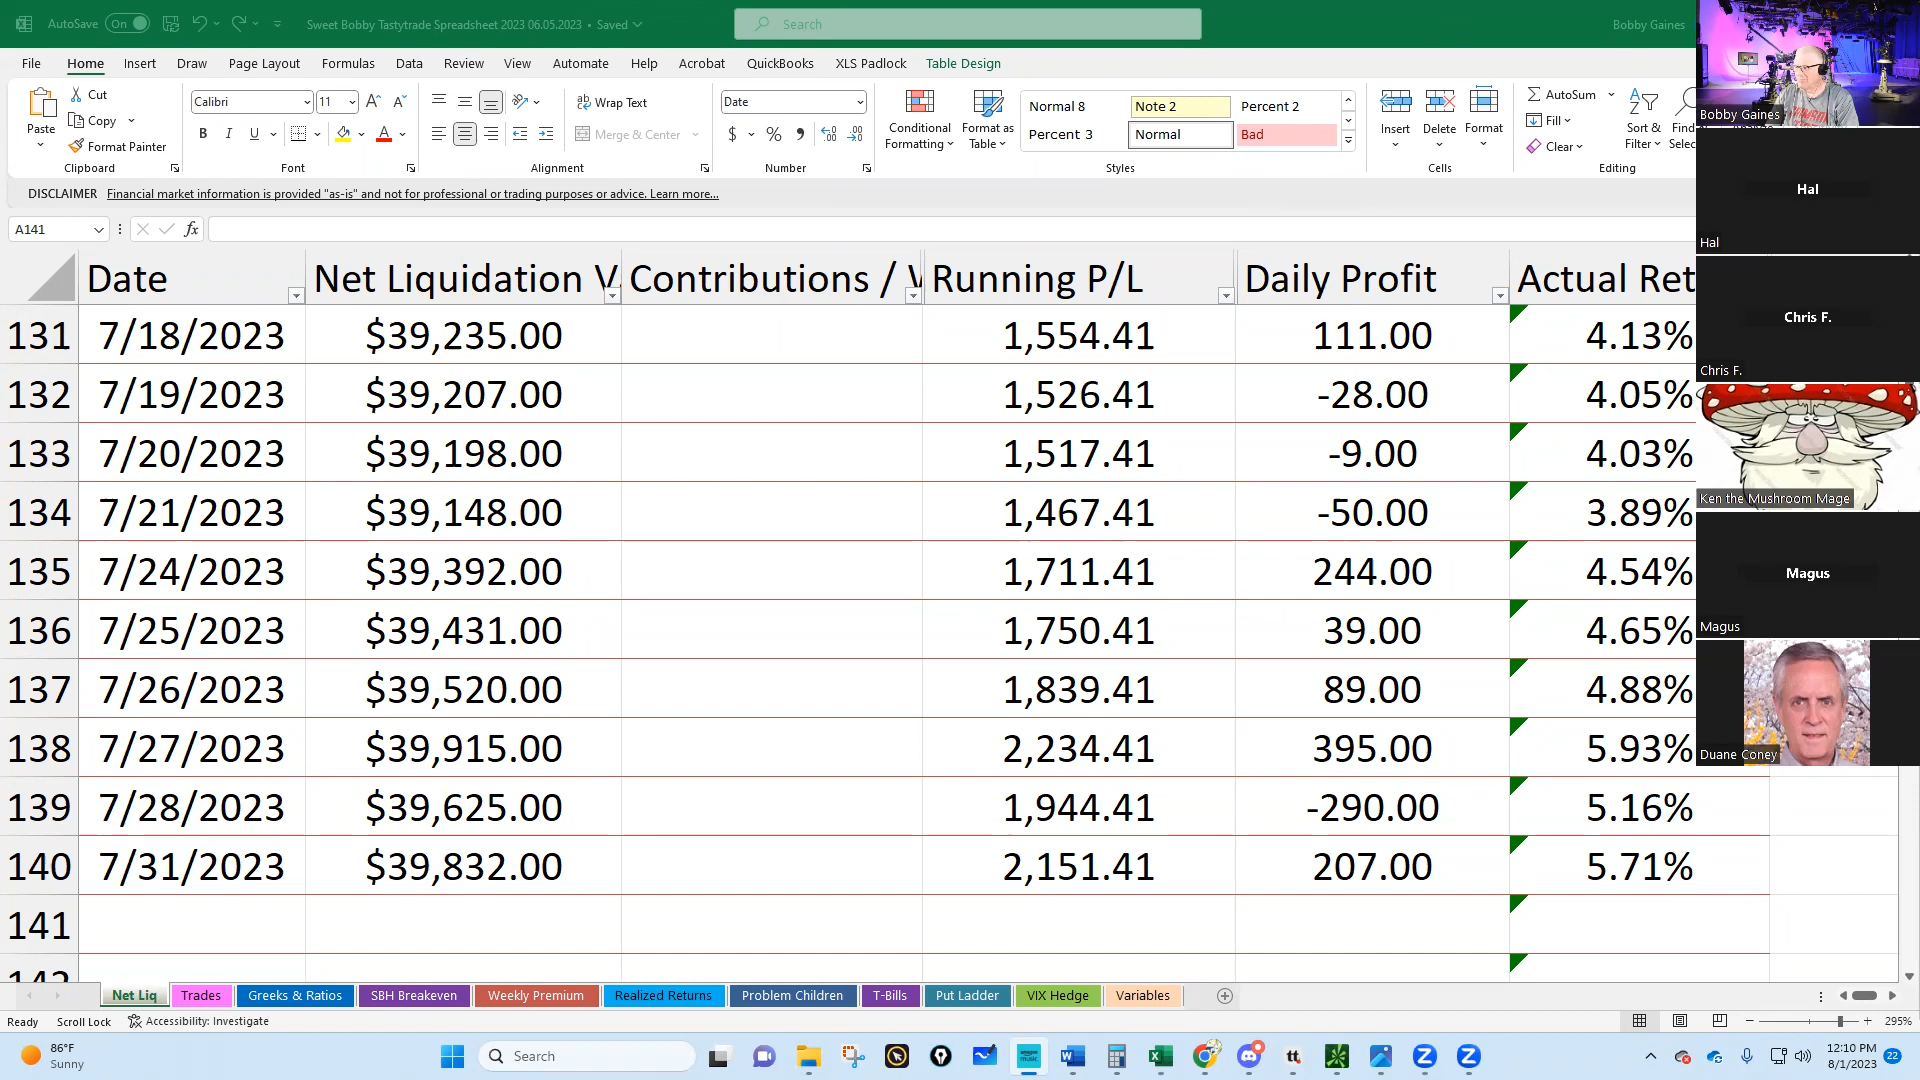 AutoSave On Sweet Bobby Tastytrade Spreadsheet 2023 06.05.2023 • Saved Search Bobby Gaines
File Home Insert Draw Page Layout Formulas Data Review View Automate Help Acrobat QuickBooks XLS Padlock Table Design
Paste Cut Copy Format Painter Clipboard
Calibri 11 B I U Font
Wrap Text Merge & Center Alignment
Date $ % Number
Conditional Formatting Format as Table
Normal 8 Note 2 Percent 2
Percent 3 Normal Bad
Styles
Insert Delete Format Cells
AutoSum Fill Clear Sort & Filter Editing
DISCLAIMER Financial market information is provided "as-is" and not for professional or trading purposes or advice. Learn more...
A141 fx
Date Net Liquidation V Contributions / Running P/L Daily Profit Actual Ret
131 7/18/2023 $39,235.00 1,554.41 111.00 4.13%
132 7/19/2023 $39,207.00 1,526.41 -28.00 4.05%
133 7/20/2023 $39,198.00 1,517.41 -9.00 4.03%
134 7/21/2023 $39,148.00 1,467.41 -50.00 3.89%
135 7/24/2023 $39,392.00 1,711.41 244.00 4.54%
136 7/25/2023 $39,431.00 1,750.41 39.00 4.65%
137 7/26/2023 $39,520.00 1,839.41 89.00 4.88%
138 7/27/2023 $39,915.00 2,234.41 395.00 5.93%
139 7/28/2023 $39,625.00 1,944.41 -290.00 5.16%
140 7/31/2023 $39,832.00 2,151.41 207.00 5.71%
141
Bobby Gaines
Hal
Hal
Chris F.
Chris F.
Ken the Mushroom Mage
Magus
Magus
Duane Coney
Net Liq Trades Greeks & Ratios SBH Breakeven Weekly Premium Realized Returns Problem Children T-Bills Put Ladder VIX Hedge Variables
Ready Scroll Lock Accessibility: Investigate 295%
86°F
Sunny
Search
tt
12:10 PM
8/1/2023
22